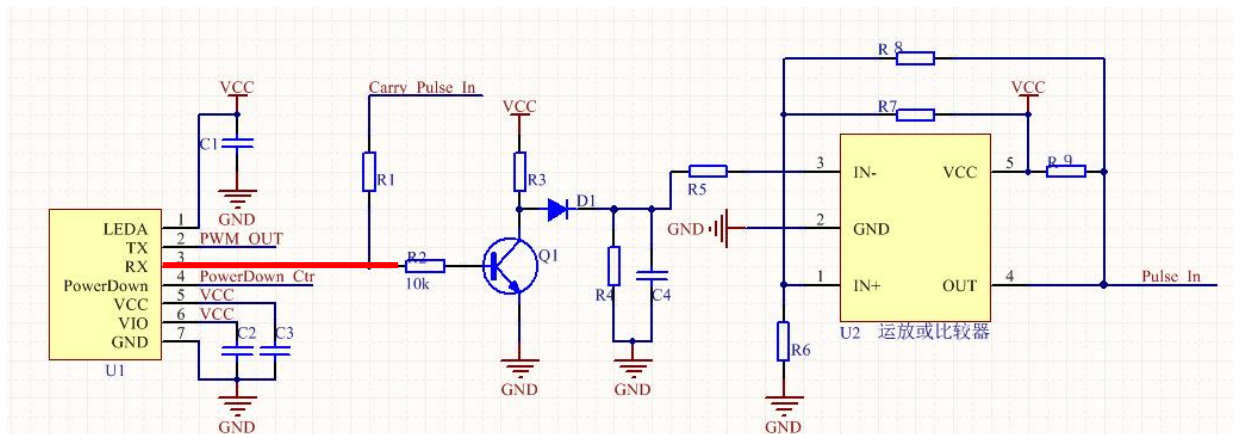 R 8
VCC
Carry_Pulse_In
VCC
R7
VCC
C1
R1
R3
GND
D1
R5
3
IN-
VCC
5
R 9
LEDA
1
TX
2
PWM_OUT
RX
3
PowerDown
4
PowerDown_Ctr
VCC
5
VCC
VIO
6
VCC
GND
7
U1
C2
C3
GND
R2
10k
Q1
GND
R4
C4
GND
GND
2
GND
1
IN+
OUT
4
Pulse_In
U2
运放或比较器
R6
GND